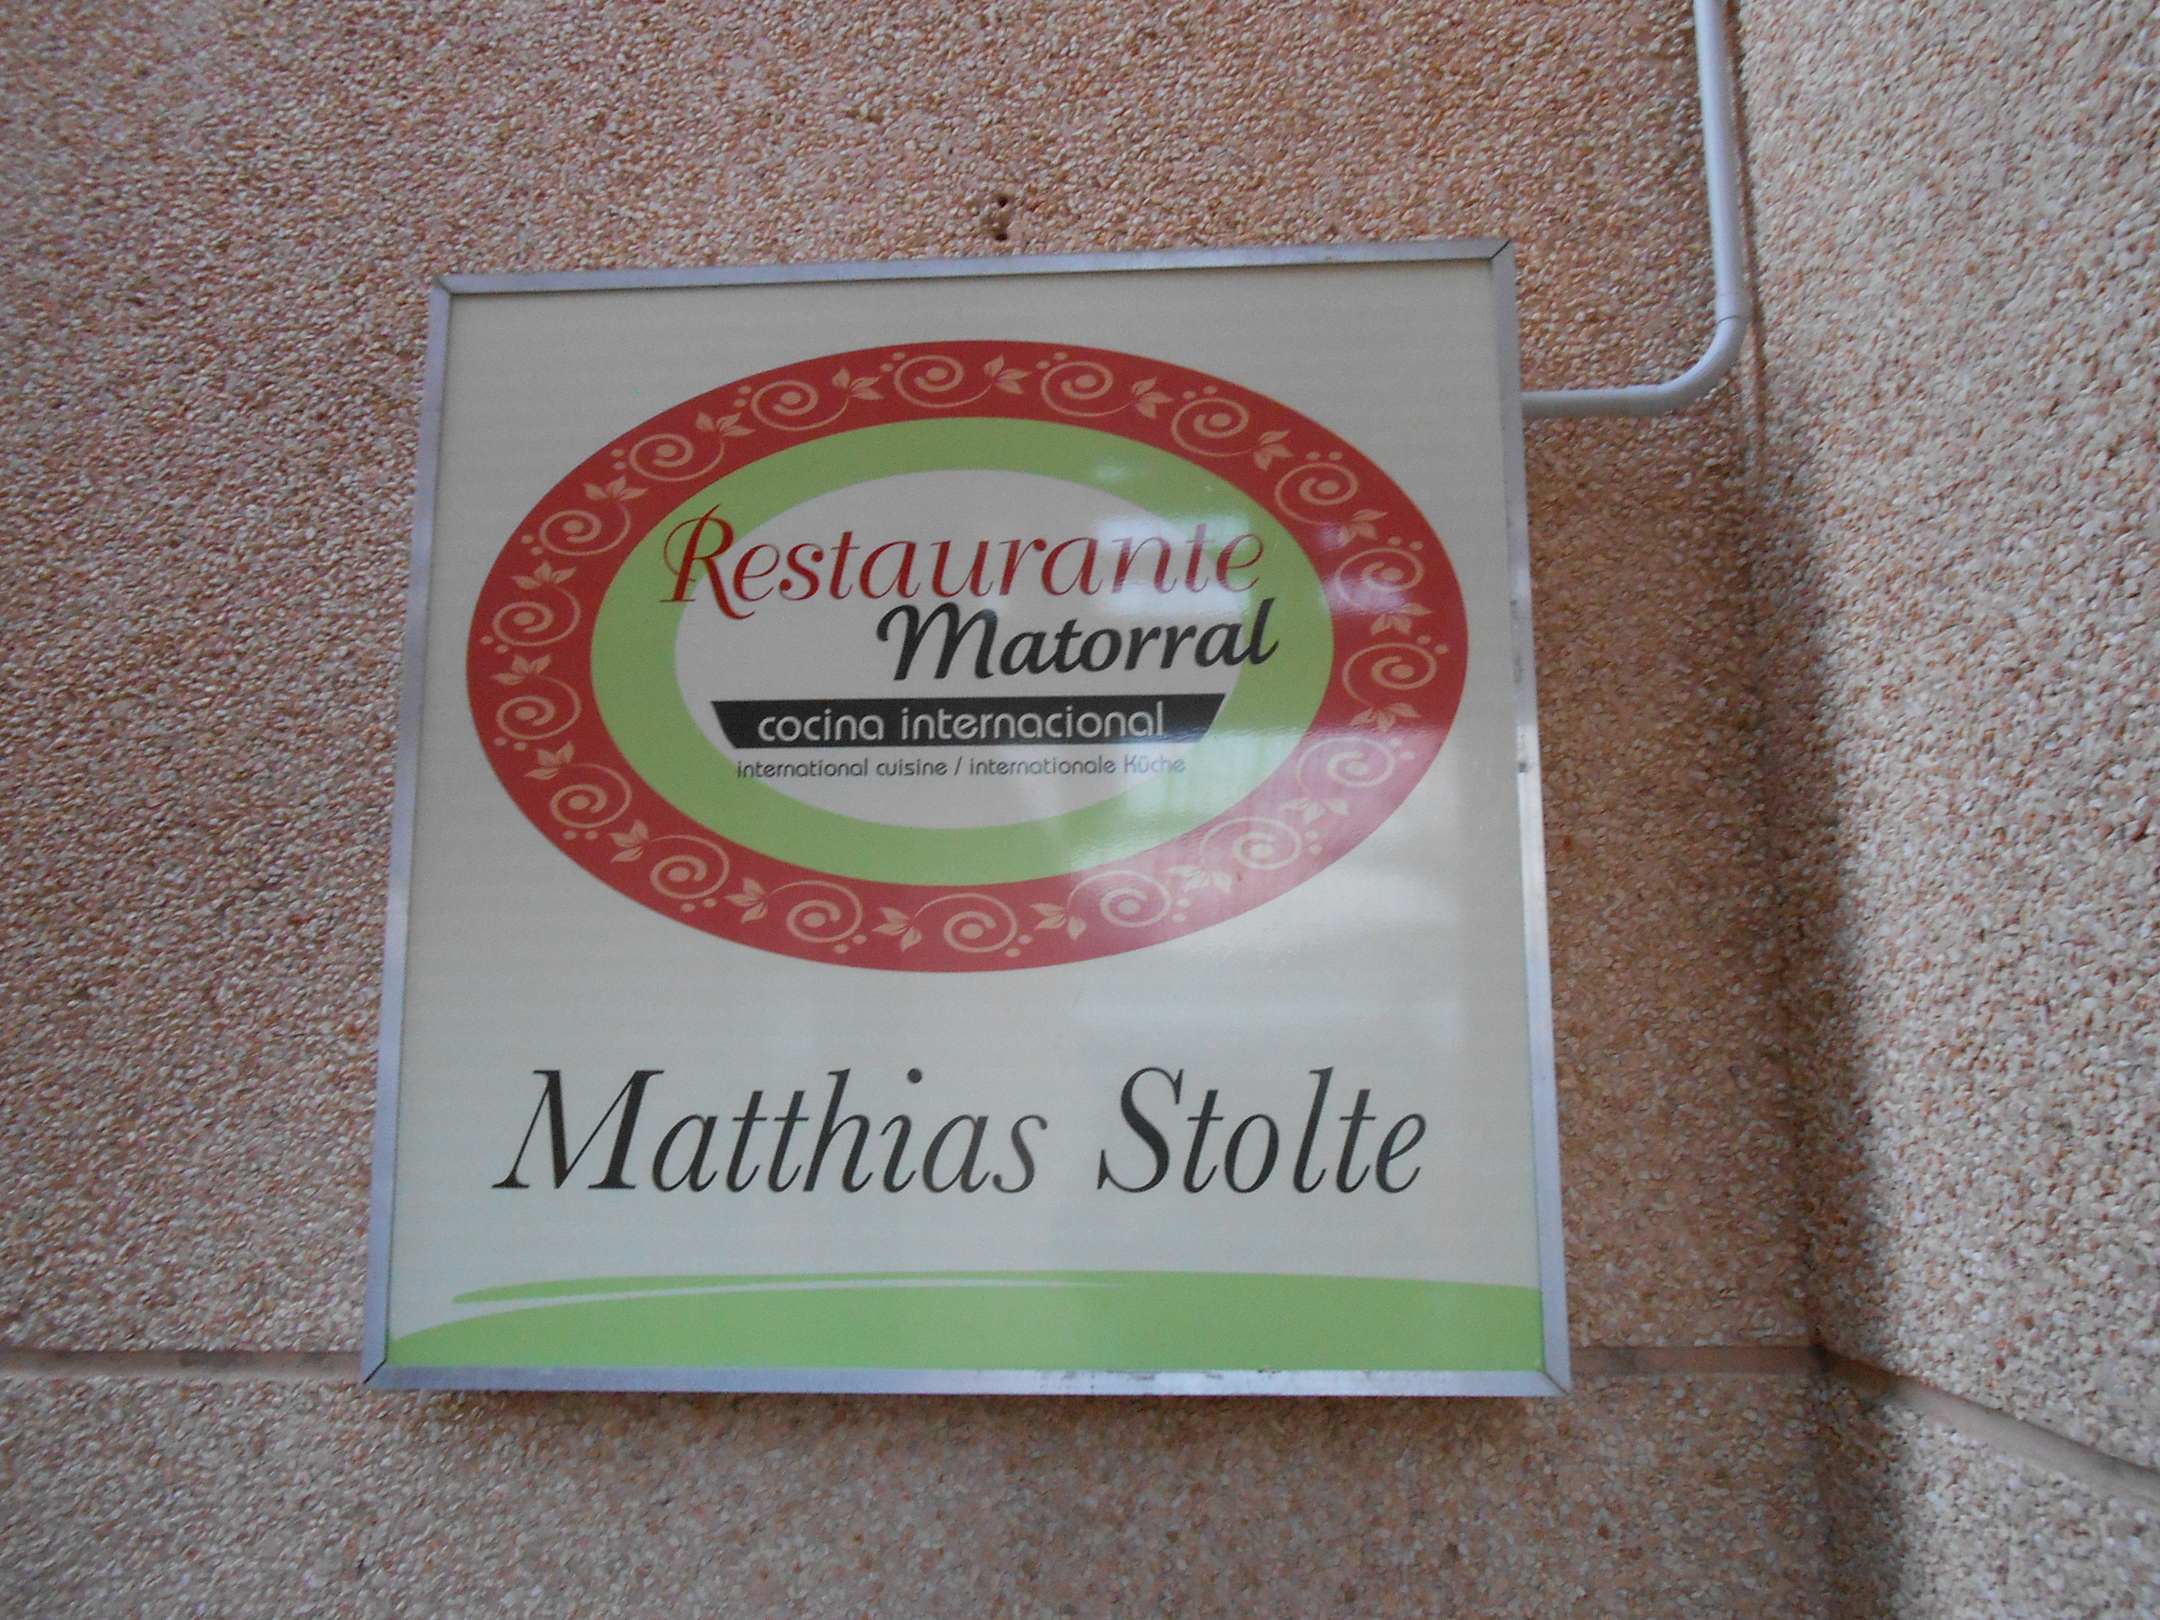 Restaurante
Matorral
cocina internacional
international cuisine / internationale Küche
Matthias Stolte